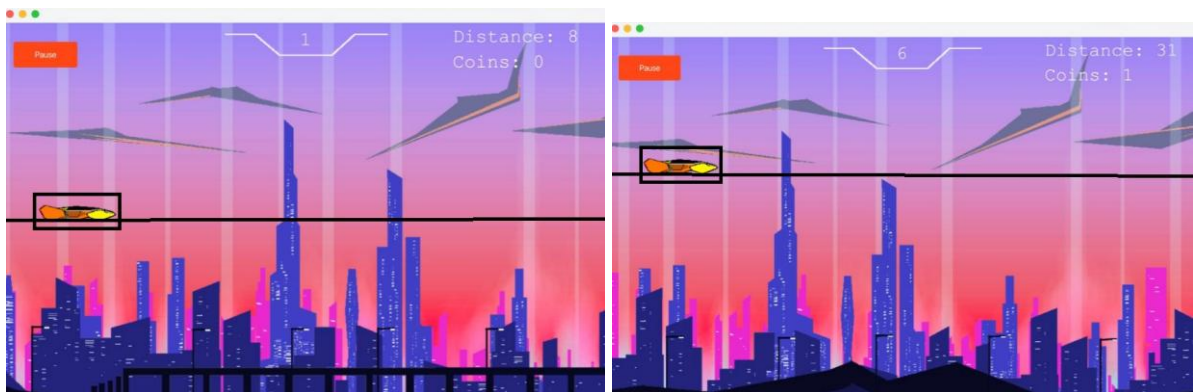 Pause
1
Distance: 8
Coins: 0
Pause
6
Distance: 31
Coins: 1